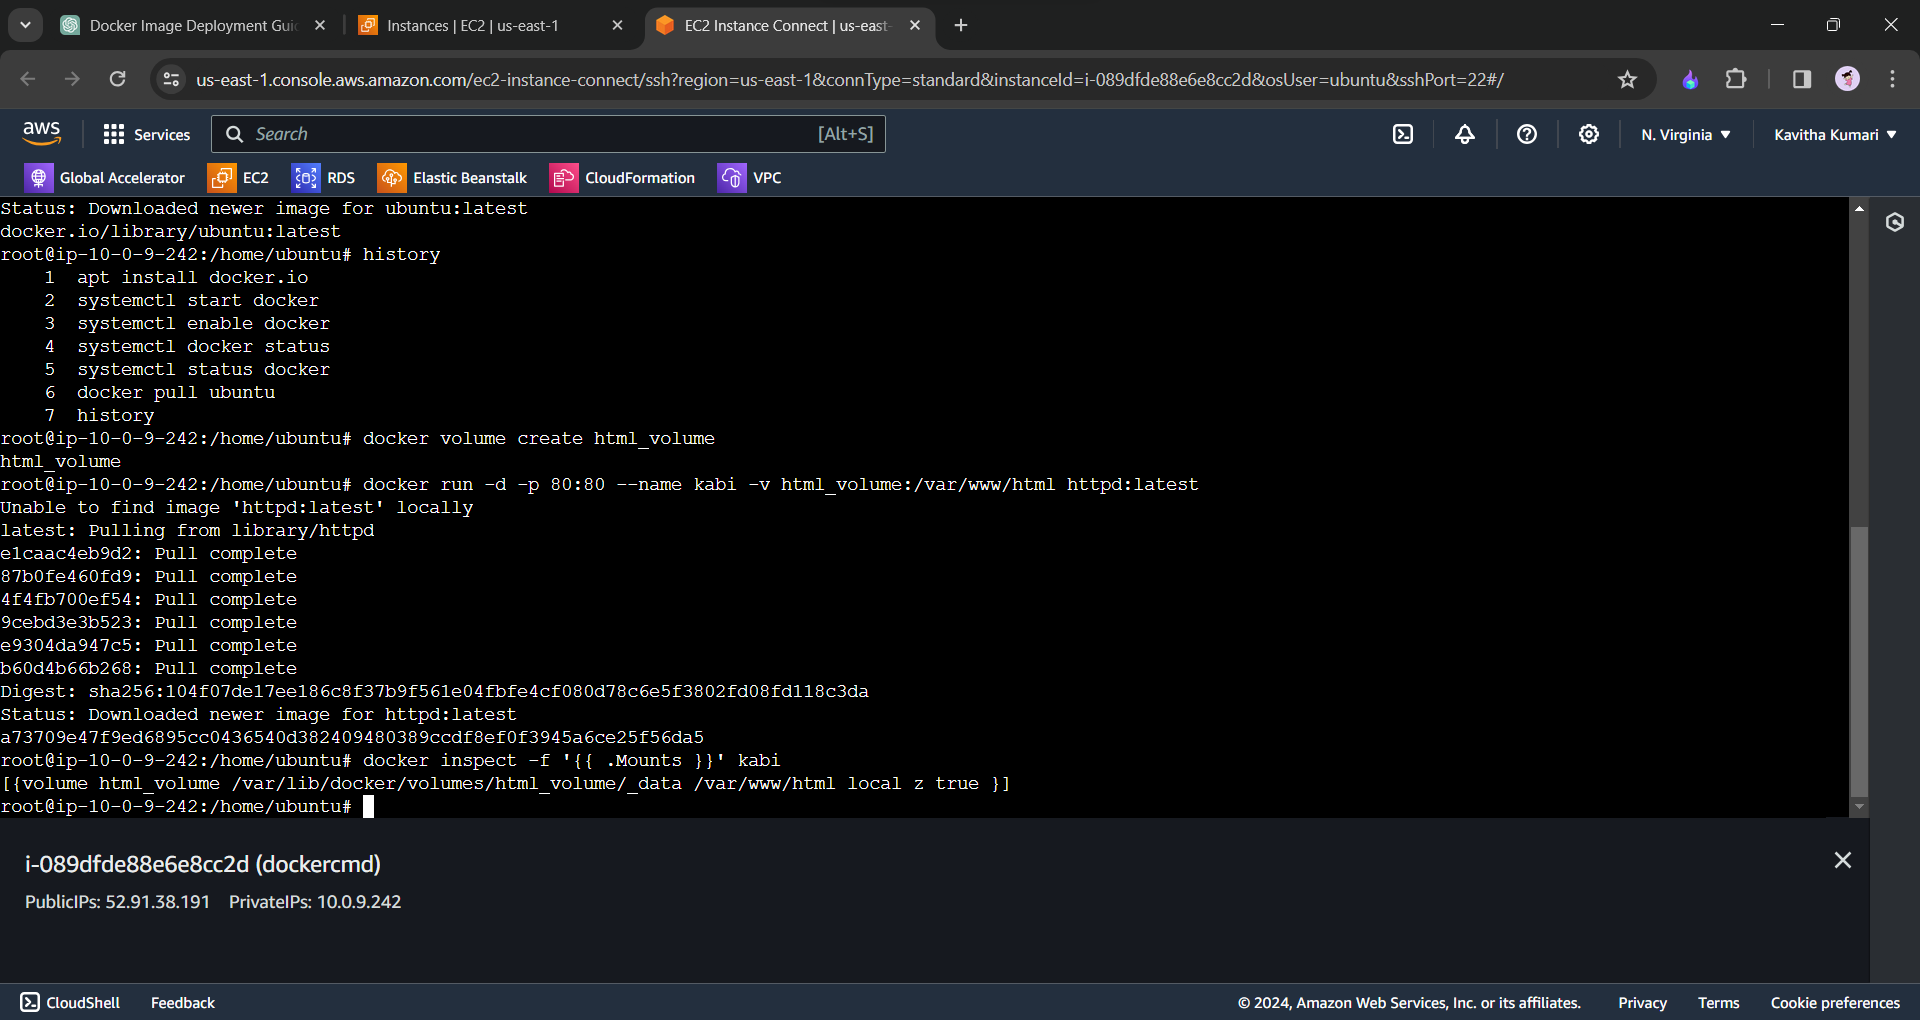 Docker Image Deployment Gui
Instances | EC2 | us-east-1
EC2 Instance Connect | us-east-
us-east-1.console.aws.amazon.com/ec2-instance-connect/ssh?region=us-east-1&connType=standard&instanceId=i-089dfde88e6e8cc2d&osUser=ubuntu&sshPort=22#/
aws
Services
Search
[Alt+S]
N. Virginia
Kavitha Kumari
Global Accelerator
EC2
RDS
Elastic Beanstalk
CloudFormation
VPC
Status: Downloaded newer image for ubuntu:latest
docker.io/library/ubuntu:latest
root@ip-10-0-9-242:/home/ubuntu# history
1 apt install docker.io
2 systemctl start docker
3 systemctl enable docker
4 systemctl docker status
5 systemctl status docker
6 docker pull ubuntu
7 history
root@ip-10-0-9-242:/home/ubuntu# docker volume create html_volume
html_volume
root@ip-10-0-9-242:/home/ubuntu# docker run -d -p 80:80 --name kabi -v html_volume:/var/www/html httpd:latest
Unable to find image 'httpd:latest' locally
latest: Pulling from library/httpd
e1caac4eb9d2: Pull complete
87b0fe460fd9: Pull complete
4f4fb700ef54: Pull complete
9cebd3e3b523: Pull complete
e9304da947c5: Pull complete
b60d4b66b268: Pull complete
Digest: sha256:104f07de17ee186c8f37b9f561e04fbfe4cf080d78c6e5f3802fd08fd118c3da
Status: Downloaded newer image for httpd:latest
a73709e47f9ed6895cc0436540d382409480389ccdf8ef0f3945a6ce25f56da5
root@ip-10-0-9-242:/home/ubuntu# docker inspect -f '{{ .Mounts }}' kabi
[{volume html_volume /var/lib/docker/volumes/html_volume/_data /var/www/html local z true }]
root@ip-10-0-9-242:/home/ubuntu#
i-089dfde88e6e8cc2d (dockercmd)
PublicIPs: 52.91.38.191 PrivateIPs: 10.0.9.242
CloudShell
Feedback
© 2024, Amazon Web Services, Inc. or its affiliates.
Privacy
Terms
Cookie preferences